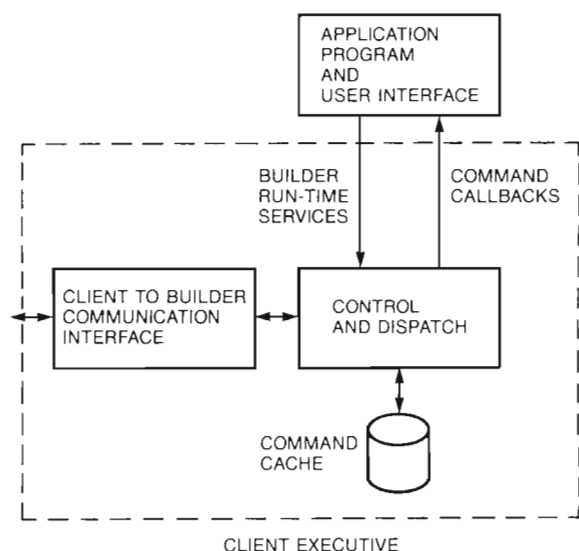 APPLICATION
PROGRAM
AND
USER INTERFACE
BUILDER
RUN-TIME
SERVICES
COMMAND
CALLBACKS
CLIENT TO BUILDER
COMMUNICATION
INTERFACE
CONTROL
AND DISPATCH
COMMAND
CACHE
CLIENT EXECUTIVE